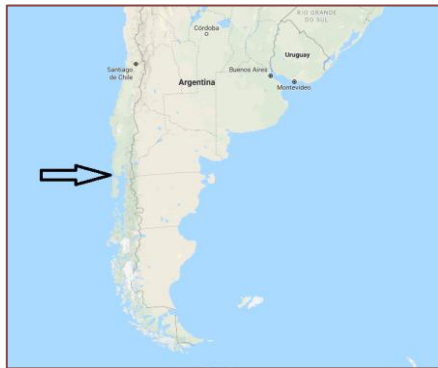 RIO GRANDE
DO SUL
Córdoba
Uruguay
Santiago
de Chile
Buenos Aires
Argentina
Montevideo